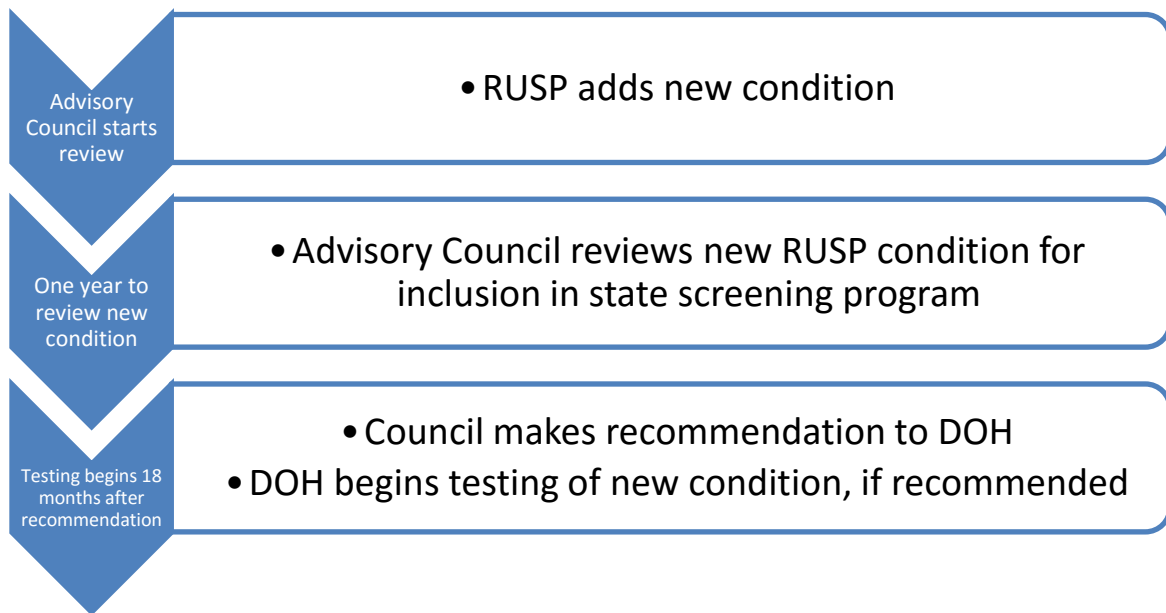 Advisory
Council starts
review
• RUSP adds new condition
One year to
review new
condition
• Advisory Council reviews new RUSP condition for
inclusion in state screening program
Testing begins 18
months after
recommendation
• Council makes recommendation to DOH
• DOH begins testing of new condition, if recommended